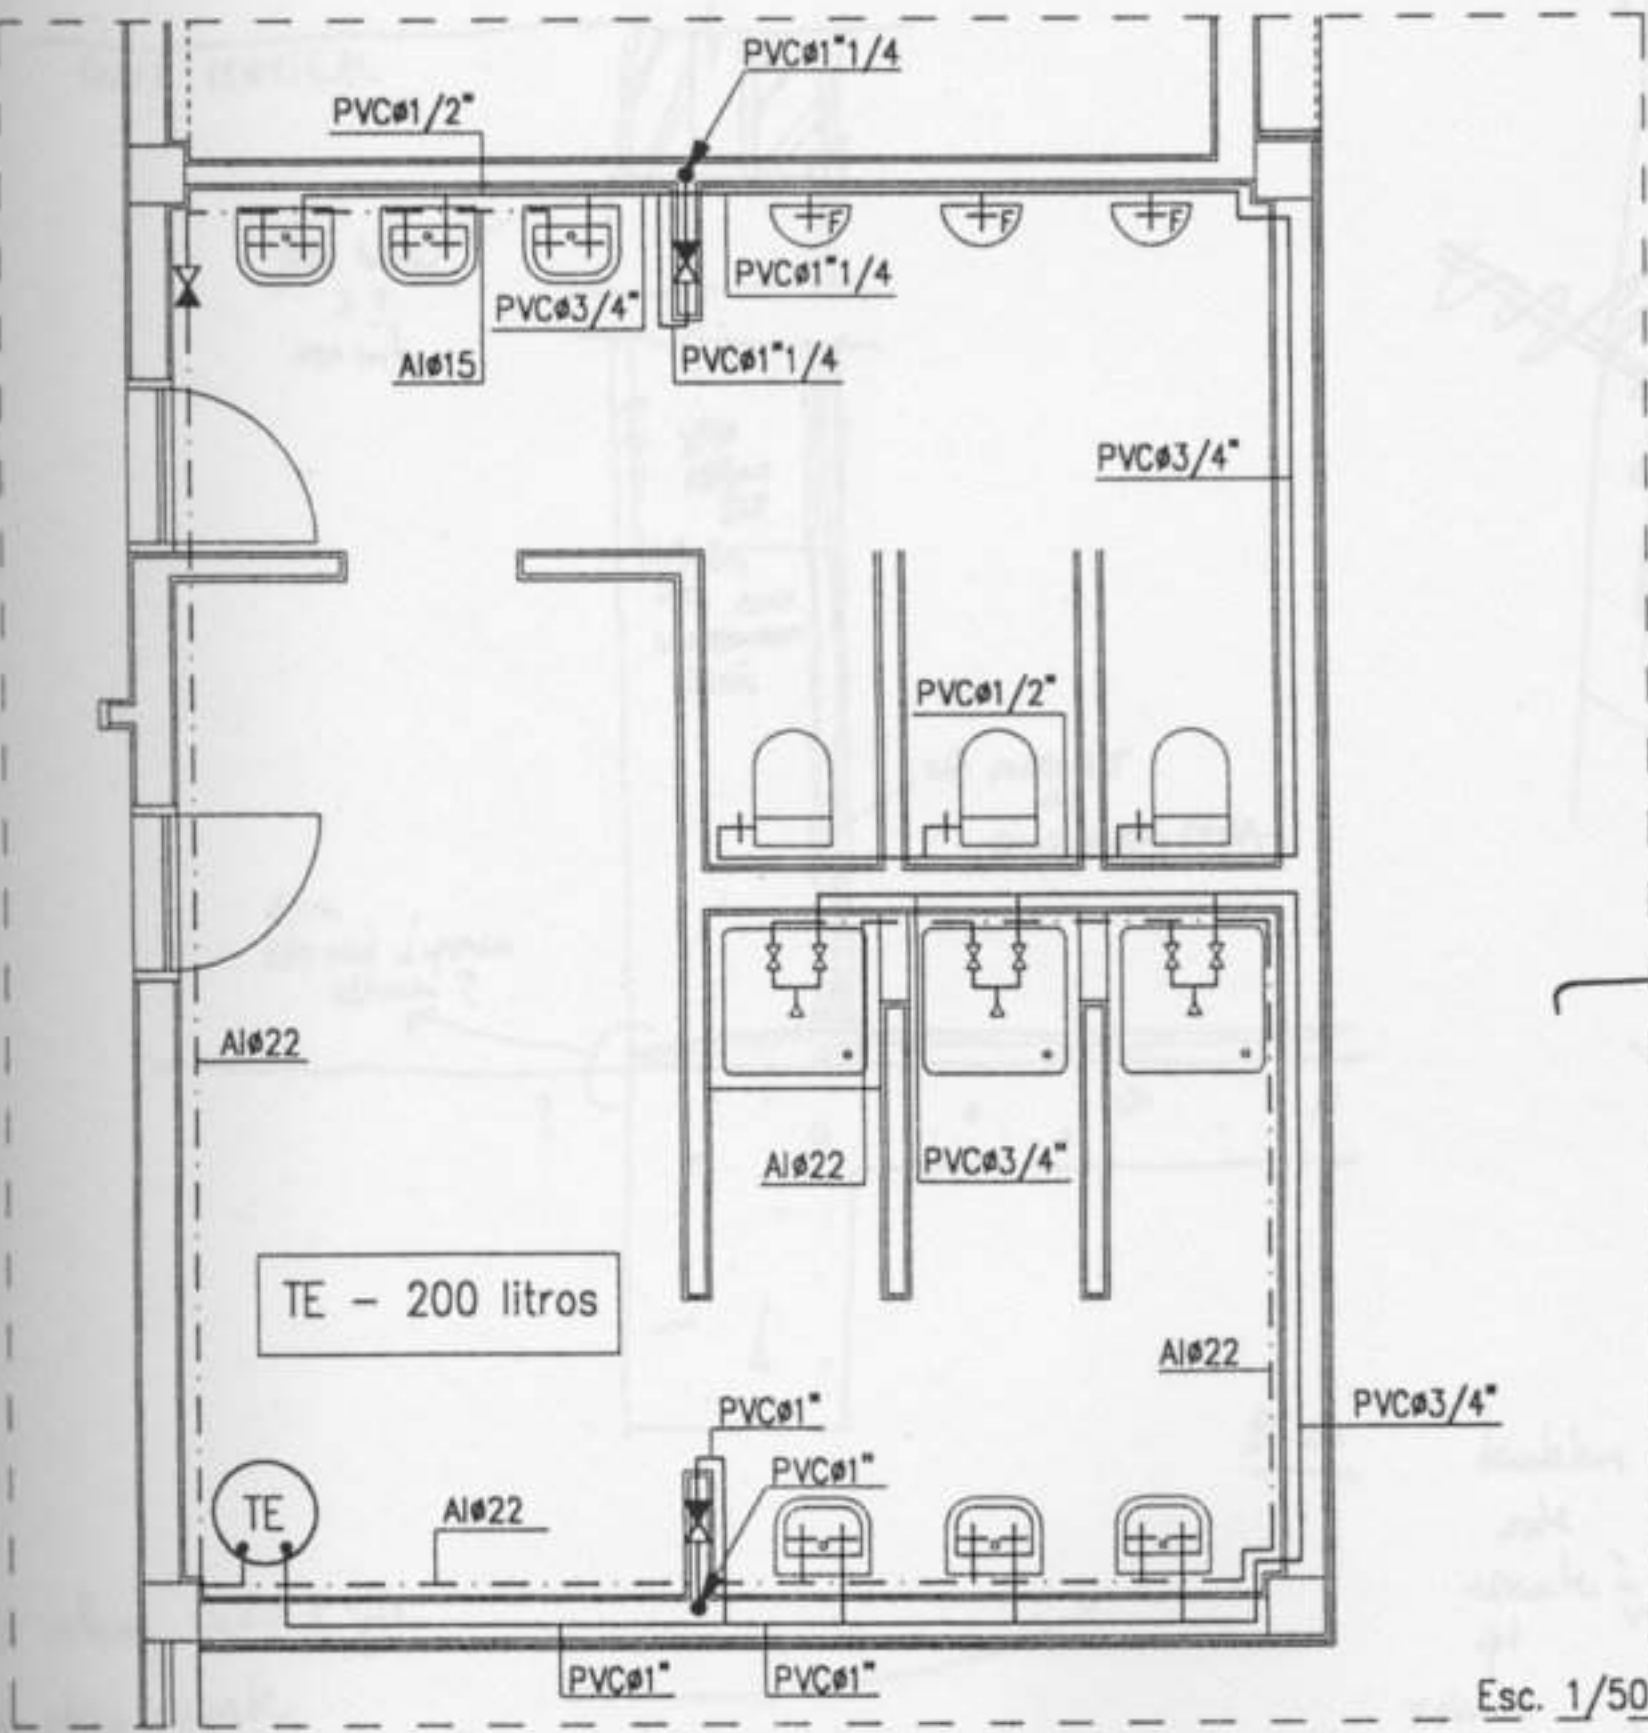 PVCø1"1/4
PVCø1/2"
F
F
F
PVCø1"1/4
PVCø3/4"
Alø15
PVCø1"1/4
PVCø3/4"
PVCø1/2"
Alø22
Alø22
PVCø3/4"
TE - 200 litros
Alø22
PVCø3/4"
PVCø1"
PVCø1"
TE
Alø22
PVCø1"
PVCø1"
Esc. 1/50